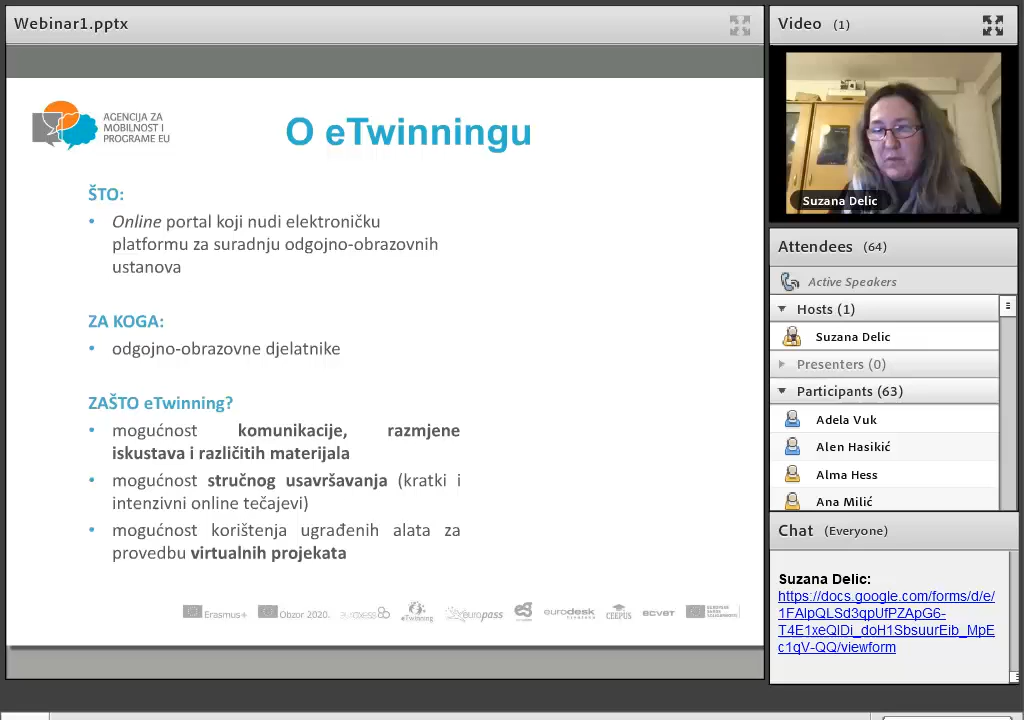 Webinar1.pptx
AGENCIJA ZA
MOBILNOST I
PROGRAME EU
O eTwinningu
ŠTO:
• Online portal koji nudi elektroničku
platformu za suradnju odgojno-obrazovnih
ustanova
ZA KOGA:
• odgojno-obrazovne djelatnike
ZAŠTO eTwinning?
• mogućnost komunikacije, razmjene
iskustava i različitih materijala
• mogućnost stručnog usavršavanja (kratki i
intenzivni online tečajevi)
• mogućnost korištenja ugrađenih alata za
provedbu virtualnih projekata
Erasmus+
Obzor 2020.
euraxess
eTwinning
europass
eurodesk
CEEPUS
ECVET
Video (1)
Suzana Delic
Attendees (64)
Active Speakers
Hosts (1)
Suzana Delic
Presenters (0)
Participants (63)
Adela Vuk
Alen Hasikić
Alma Hess
Ana Milić
Chat (Everyone)
Suzana Delic:
https://docs.google.com/forms/d/e/
1FAIpQLSd3qpUfPZApG6-
T4E1xeQlDi_doH1SbsuurEib_MpE
c1qV-QQ/viewform